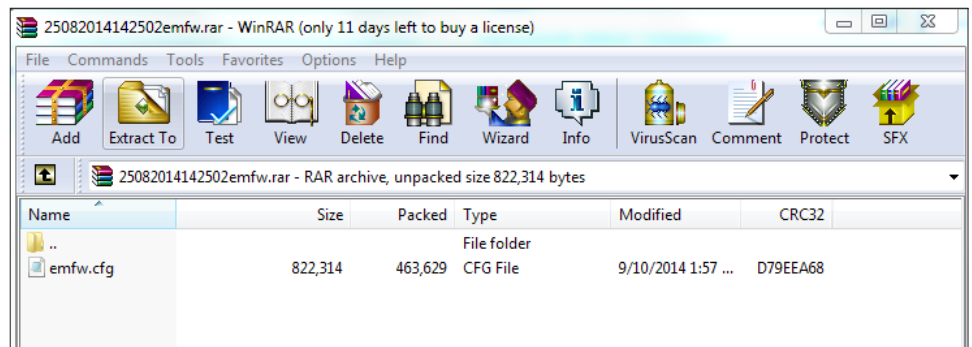 25082014142502emfw.rar - WinRAR (only 11 days left to buy a license)
File Commands Tools Favorites Options Help
Add Extract To Test View Delete Find Wizard Info VirusScan Comment Protect SFX
25082014142502emfw.rar - RAR archive, unpacked size 822,314 bytes
Name Size Packed Type Modified CRC32
.. File folder
emfw.cfg 822,314 463,629 CFG File 9/10/2014 1:57 ... D79EEA68